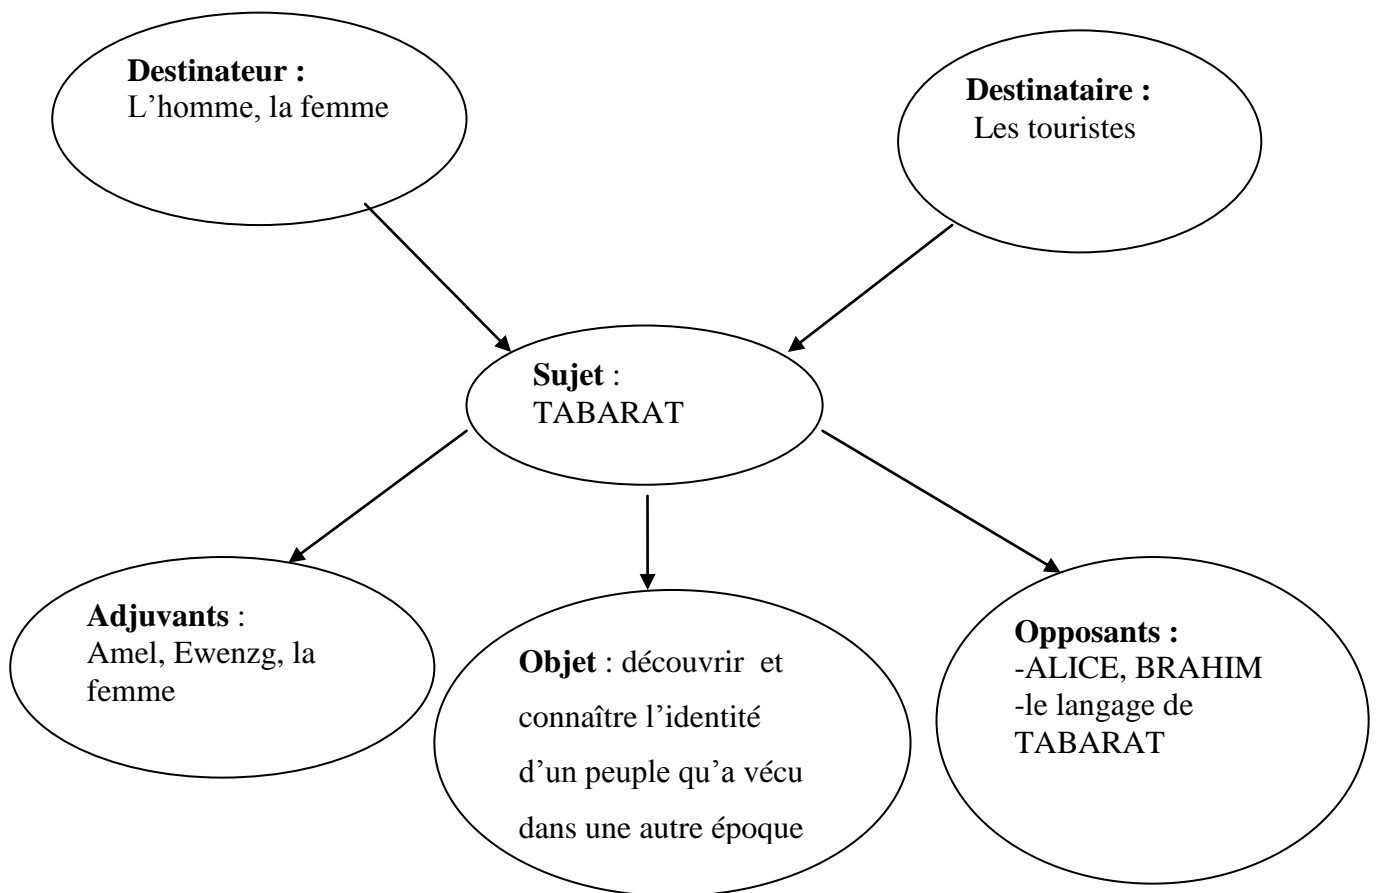 Destinateur :
L’homme, la femme
Destinataire :
Les touristes
Sujet :
TABARAT
Adjuvants :
Amel, Ewenzg, la
femme
Objet : découvrir et
connaître l’identité
d’un peuple qu’a vécu
dans une autre époque
Opposants :
-ALICE, BRAHIM
-le langage de
TABARAT